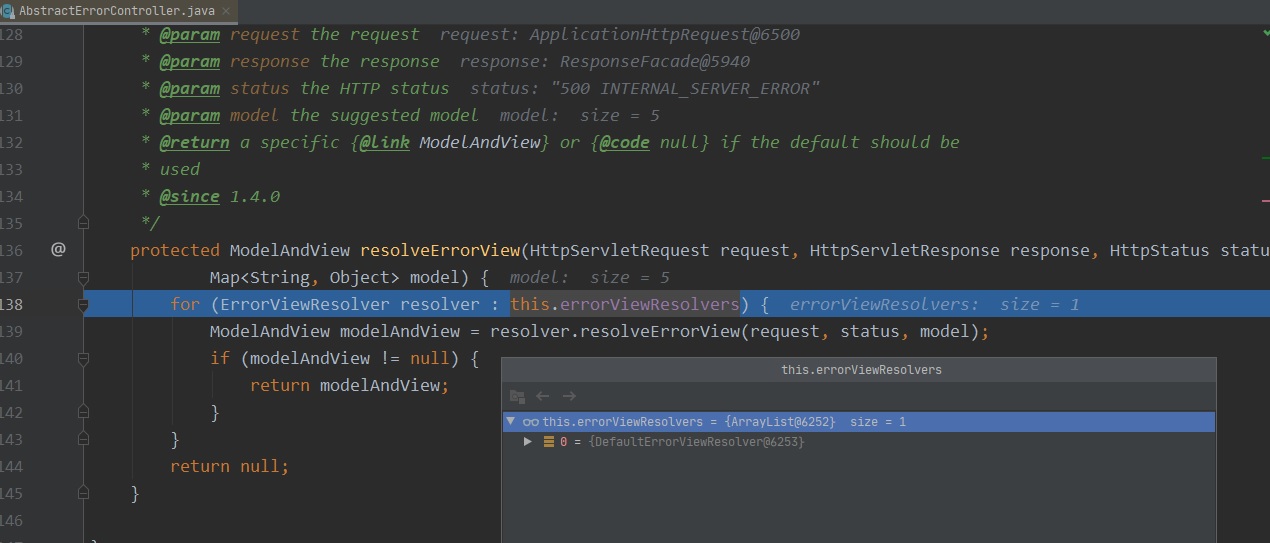 AbstractErrorController.java ×
128 * @param request the request request: ApplicationHttpRequest@6500
129 * @param response the response response: ResponseFacade@5940
130 * @param status the HTTP status status: "500 INTERNAL_SERVER_ERROR"
131 * @param model the suggested model model: size = 5
132 * @return a specific {@link ModelAndView} or {@code null} if the default should be
133 * used
134 * @since 1.4.0
135 */
136 @ protected ModelAndView resolveErrorView(HttpServletRequest request, HttpServletResponse response, HttpStatus statu
137 Map<String, Object> model) { model: size = 5
138 for (ErrorViewResolver resolver : this.errorViewResolvers) { errorViewResolvers: size = 1
139 ModelAndView modelAndView = resolver.resolveErrorView(request, status, model);
140 if (modelAndView != null) {
141 return modelAndView;
142 }
143 }
144 return null;
145 }
146
this.errorViewResolvers
this.errorViewResolvers = {ArrayList@6252} size = 1
0 = {DefaultErrorViewResolver@6253}